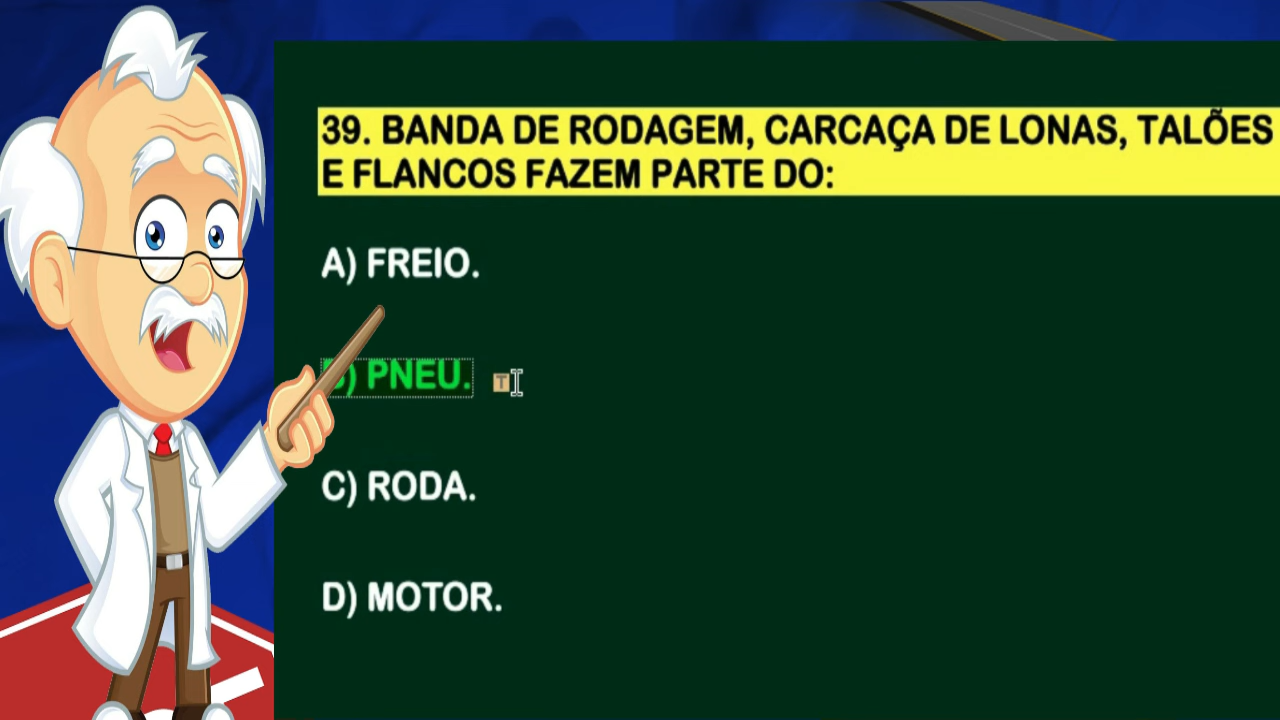 39. BANDA DE RODAGEM, CARCAÇA DE LONAS, TALÕES
E FLANCOS FAZEM PARTE DO:
A) FREIO.
B) PNEU.
C) RODA.
D) MOTOR.